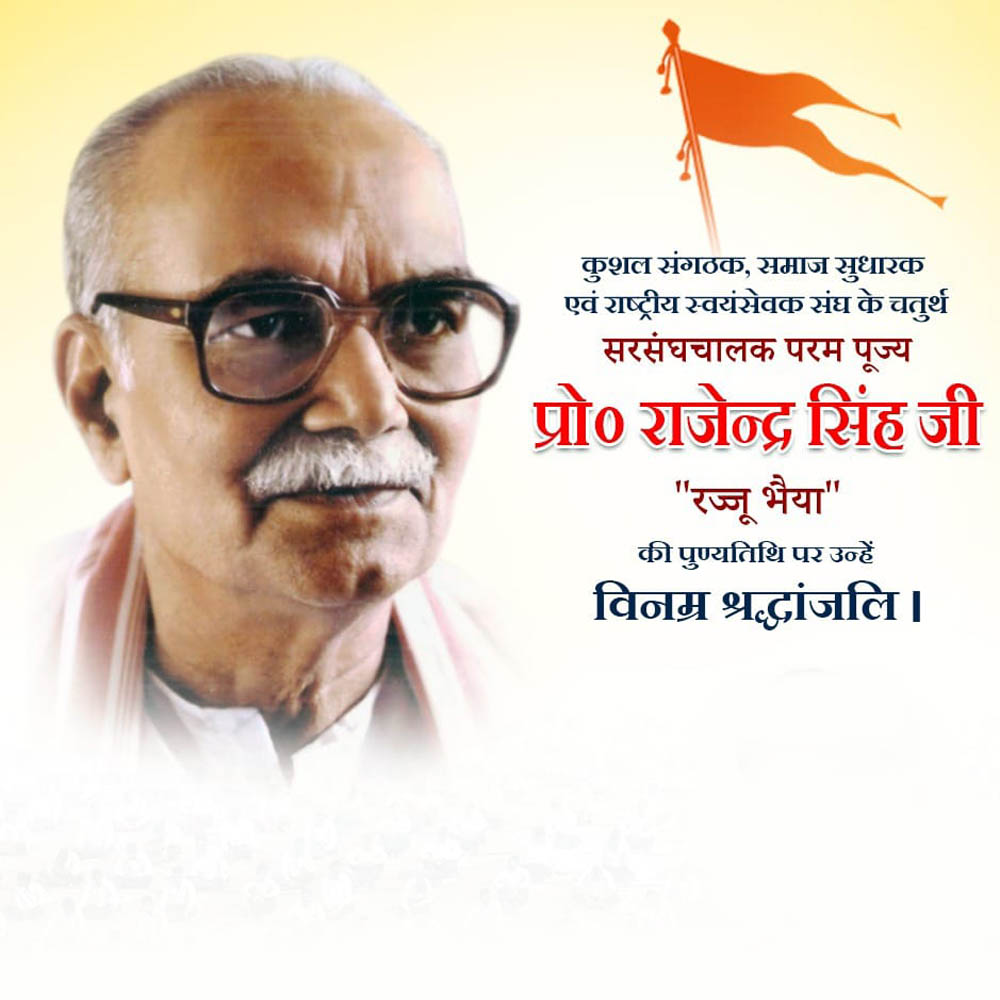 कुशल संगठक, समाज सुधारक
एवं राष्ट्रीय स्वयंसेवक संघ के चतुर्थ
सरसंघचालक परम पूज्य
प्रो० राजेन्द्र सिंह जी
"रज्जू भैया"
की पुण्यतिथि पर उन्हें
विनम्र श्रद्धांजलि।